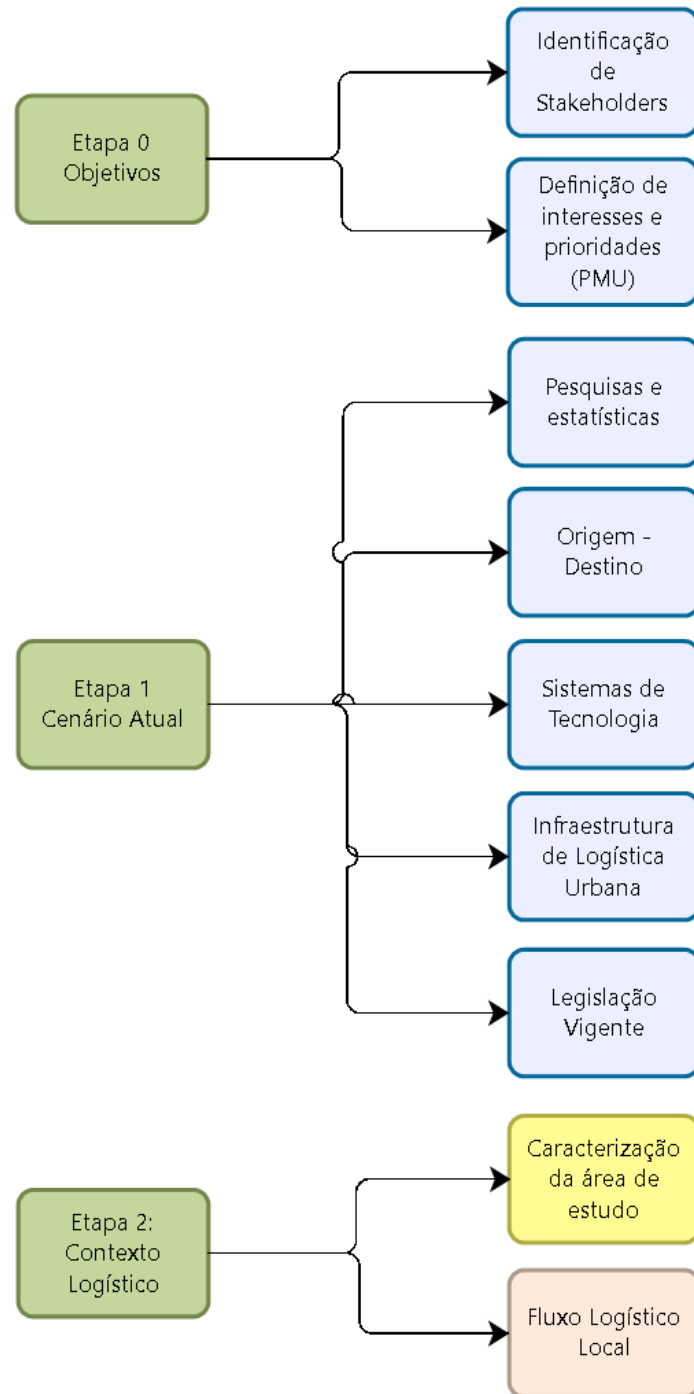 Etapa 0
Objetivos
Identificação
de
Stakeholders
Definição de
interesses e
prioridades
(PMU)
Etapa 1
Cenário Atual
Pesquisas e
estatísticas
Origem -
Destino
Sistemas de
Tecnologia
Infraestrutura
de Logística
Urbana
Legislação
Vigente
Etapa 2:
Contexto
Logístico
Caracterização
da área de
estudo
Fluxo Logístico
Local